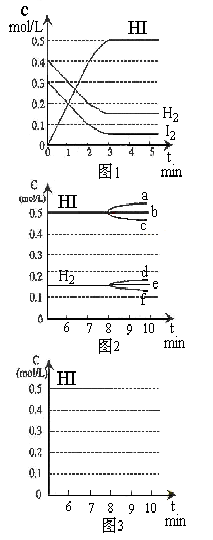 C
mol/L
HI
0.5
0.4
0.3
0.2
0.1
0
H₂
I₂
0 1 2 3 4 5 t
min
图1
C
(mol/L)
HI
0.5
0.4
0.3
0.2
0.1
0
a
b
c
H₂
d
e
f
6 7 8 9 10 t
min
图2
C
(mol/L)
HI
0.5
0.4
0.3
0.2
0.1
0
6 7 8 9 10 t
min
图3